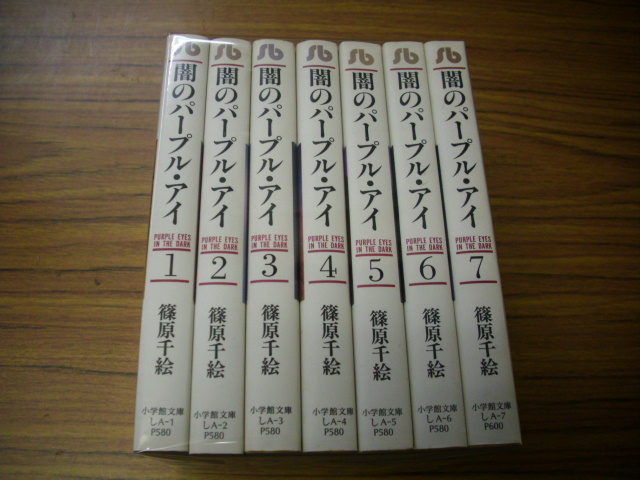 sb
闇のパープル・アイ
PURPLE EYES
IN THE DARK
1
篠原千絵
小学館文庫
しA-1
P580
sb
闇のパープル・アイ
PURPLE EYES
IN THE DARK
2
篠原千絵
小学館文庫
しA-2
P580
sb
闇のパープル・アイ
PURPLE EYES
IN THE DARK
3
篠原千絵
小学館文庫
しA-3
P580
sb
闇のパープル・アイ
PURPLE EYES
IN THE DARK
4
篠原千絵
小学館文庫
しA-4
P580
sb
闇のパープル・アイ
PURPLE EYES
IN THE DARK
5
篠原千絵
小学館文庫
しA-5
P580
sb
闇のパープル・アイ
PURPLE EYES
IN THE DARK
6
篠原千絵
小学館文庫
しA-6
P580
sb
闇のパープル・アイ
PURPLE EYES
IN THE DARK
7
篠原千絵
小学館文庫
しA-7
P600